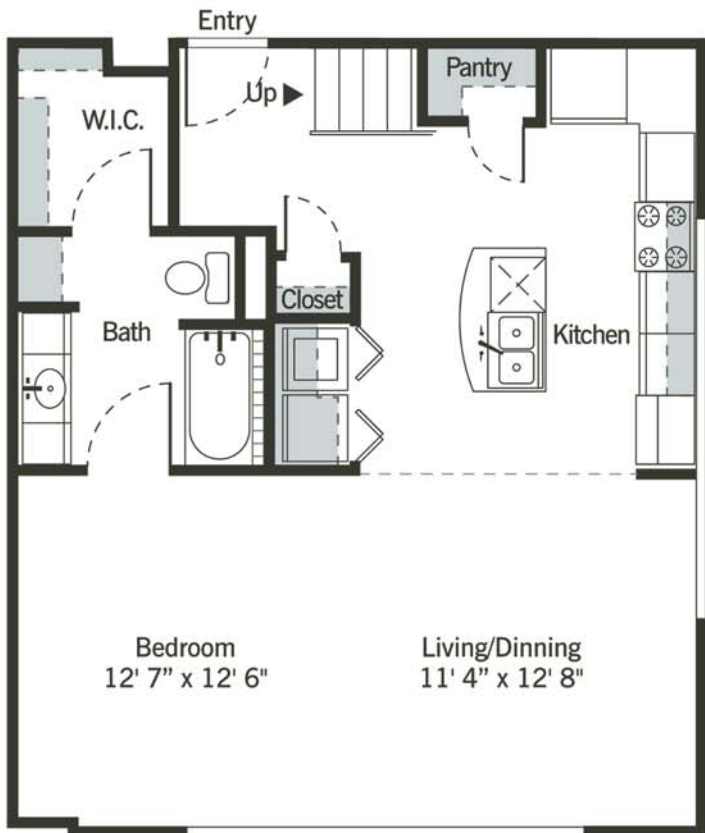 Entry
Pantry
Up
W.I.C.
Closet
Bath
Kitchen
Bedroom
12' 7” x 12' 6"
Living/Dinning
11' 4” x 12' 8"